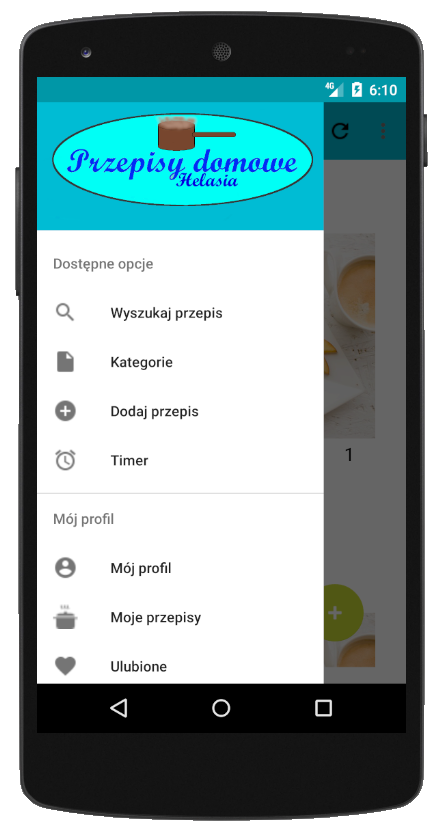 4G 6:10
Przepisy domowe
Helasia
Dostępne opcje
Wyszukaj przepis
Kategorie
Dodaj przepis
Timer
1
Mój profil
Mój profil
Moje przepisy
Ulubione